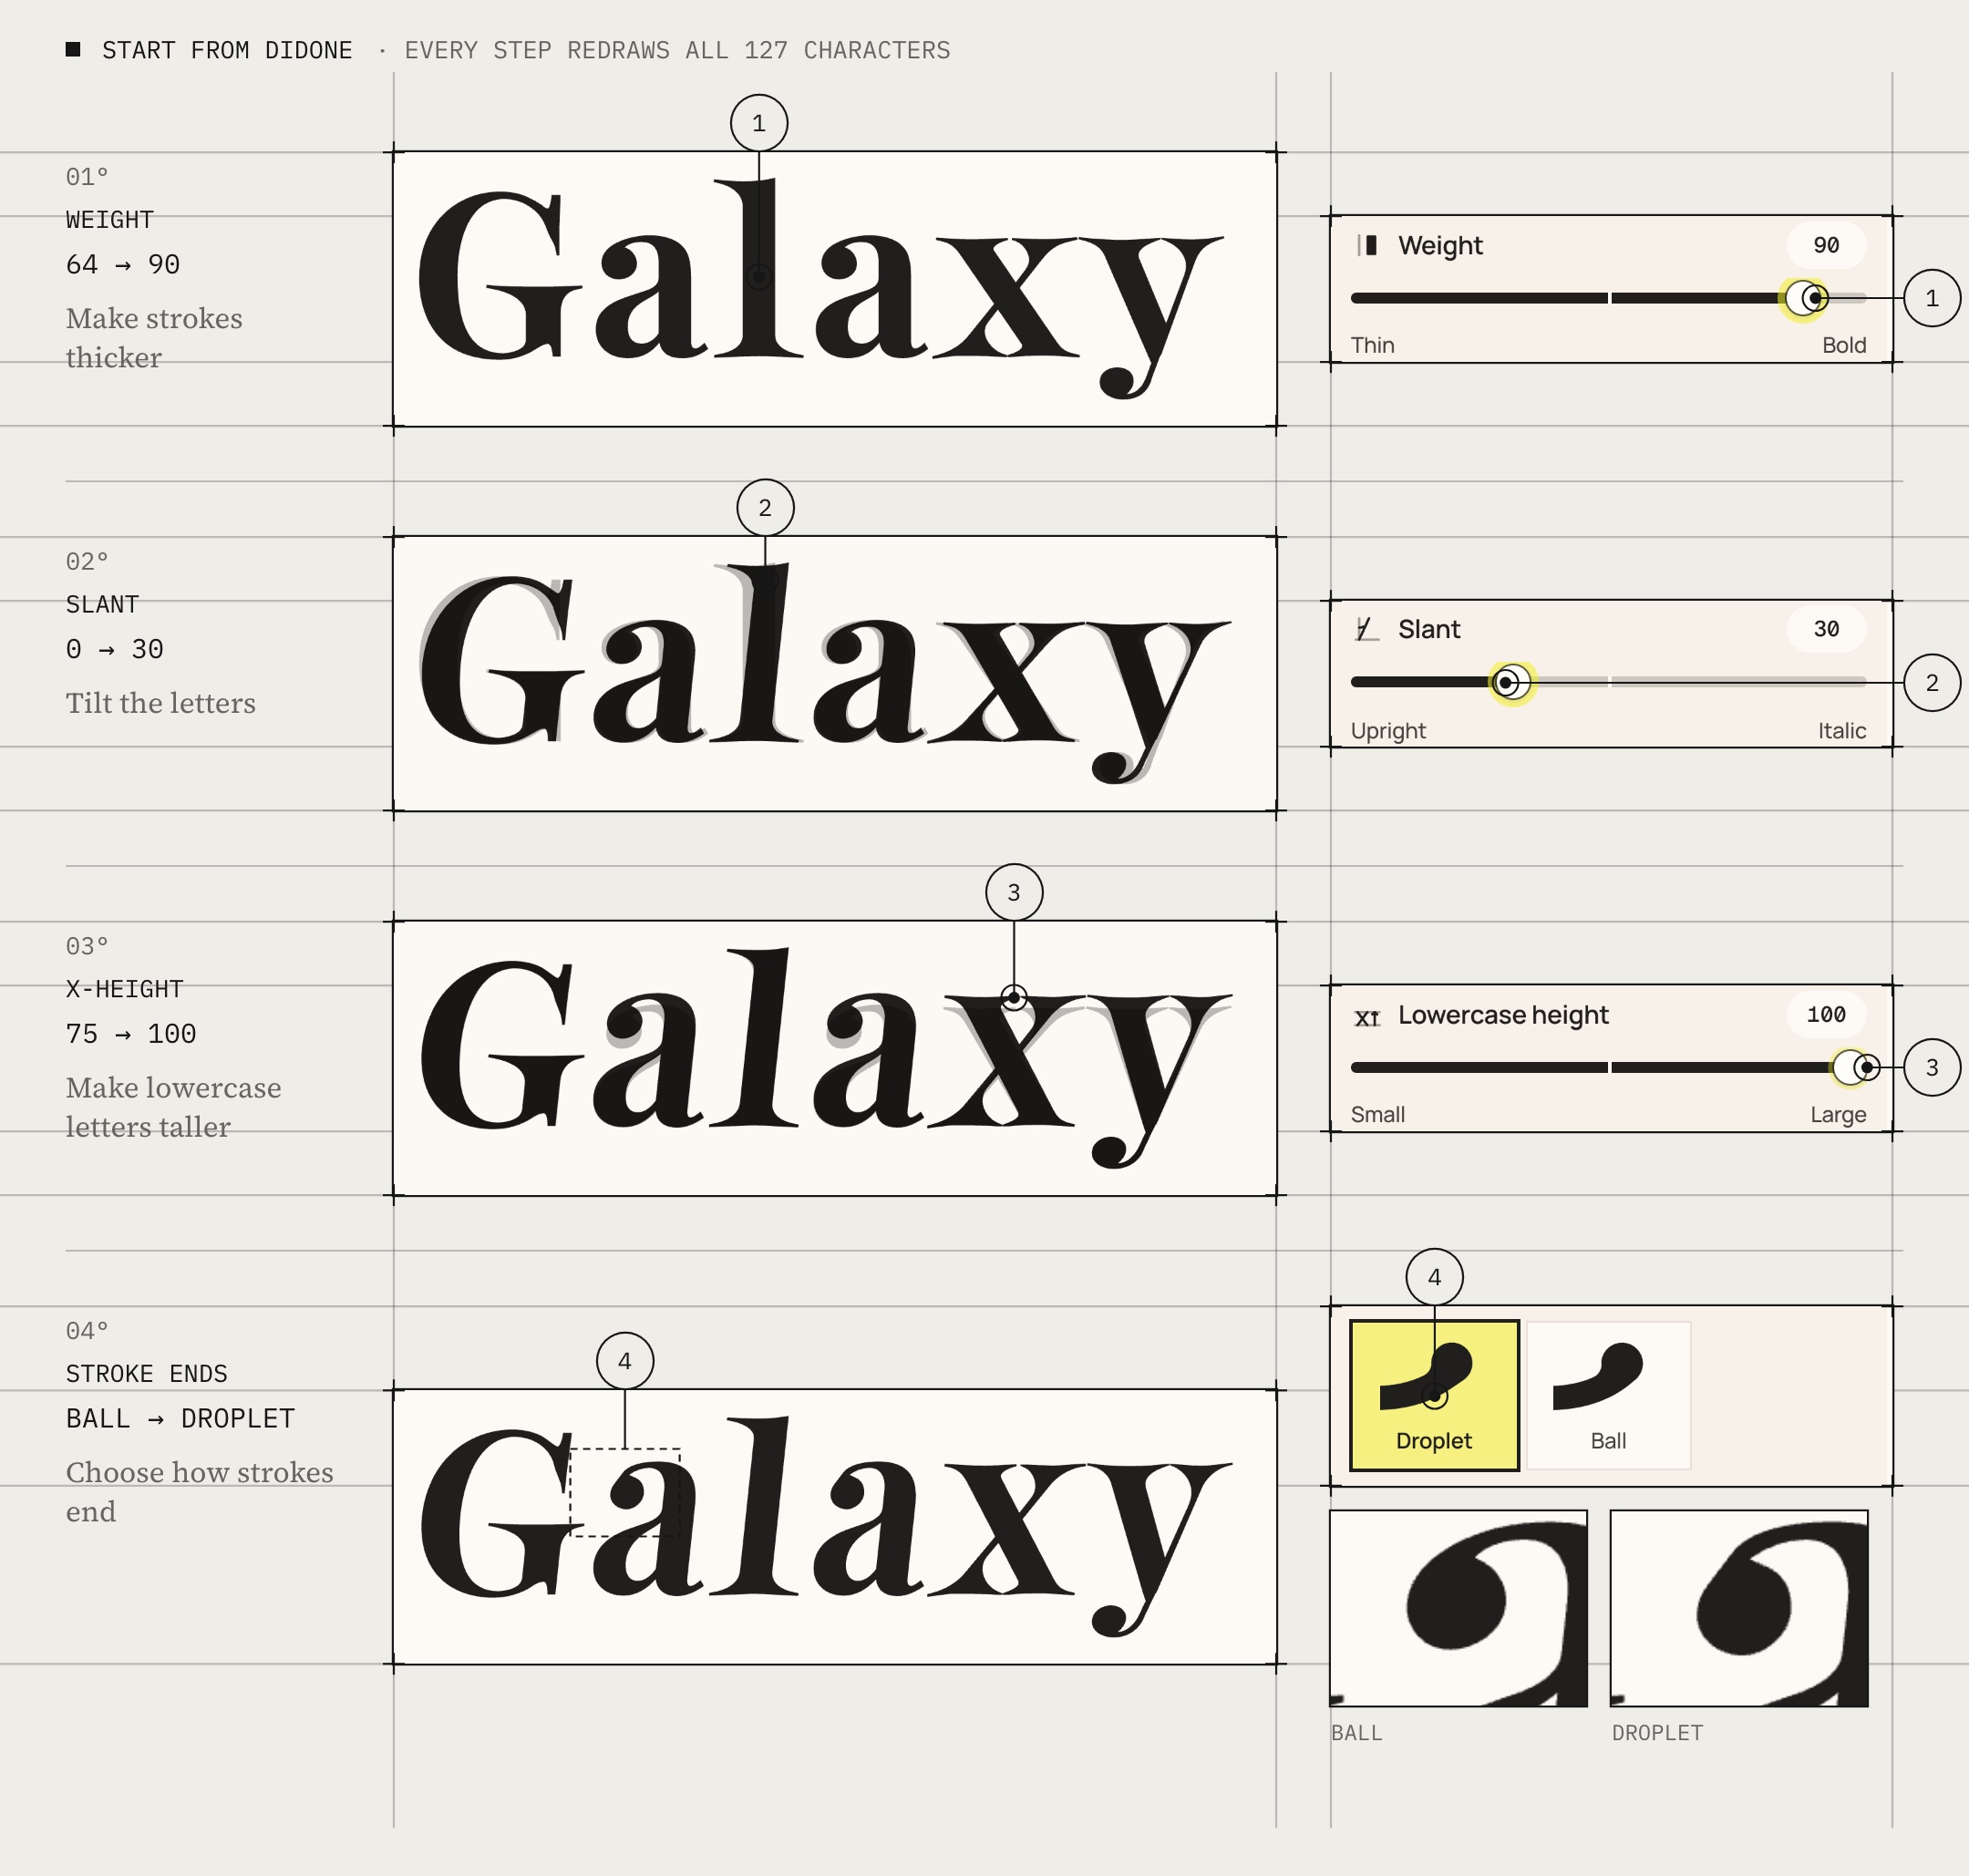 START FROM DIDONE · EVERY STEP REDRAWS ALL 127 CHARACTERS
1
01°
WEIGHT
64 → 90
Make strokes
thicker
Galaxy
Weight 90
1
Thin Bold
2
02°
SLANT
0 → 30
Tilt the letters
Galaxy
Slant 30
2
Upright Italic
3
03°
X-HEIGHT
75 → 100
Make lowercase
letters taller
Galaxy
Lowercase height 100
3
Small Large
4
04°
STROKE ENDS
BALL → DROPLET
Choose how strokes
end
4
Galaxy
Droplet Ball
BALL DROPLET